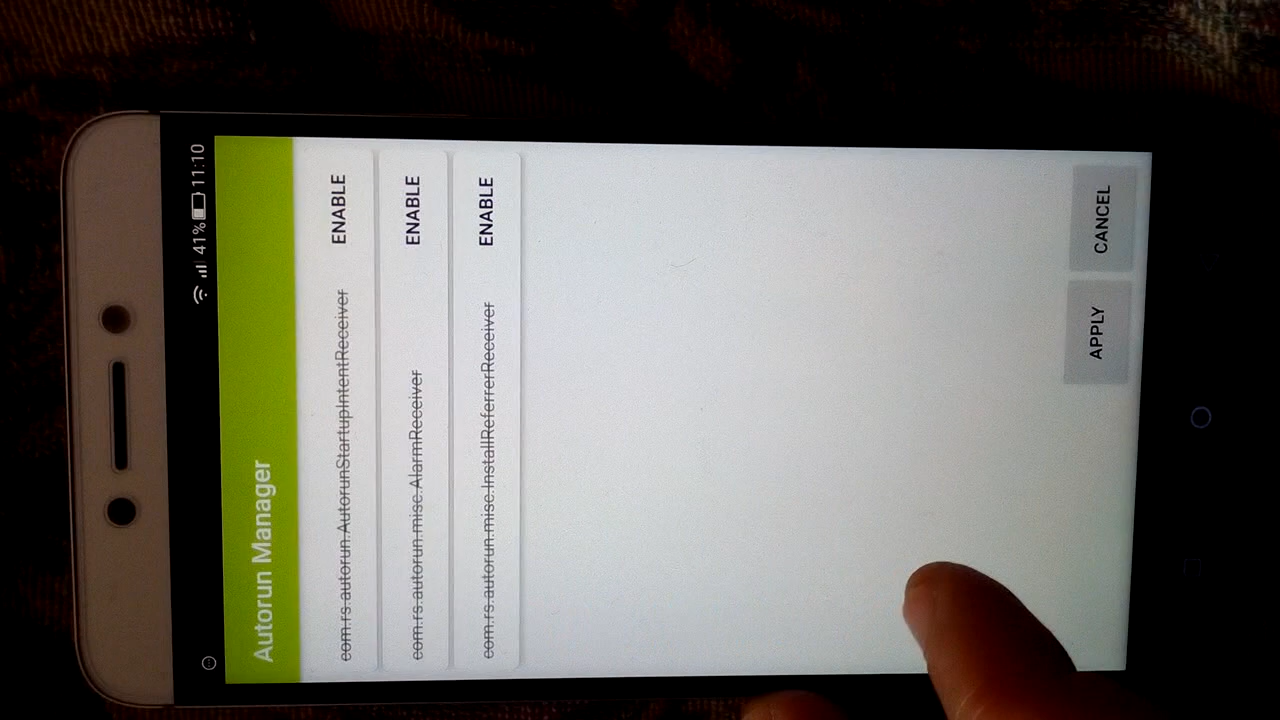 41% 11:10
Autorun Manager
com.rs.autorun.AutorunStartupIntentReceiver ENABLE
com.rs.autorun.misc.AlarmReceiver ENABLE
com.rs.autorun.misc.InstallReferrerReceiver ENABLE
APPLY CANCEL